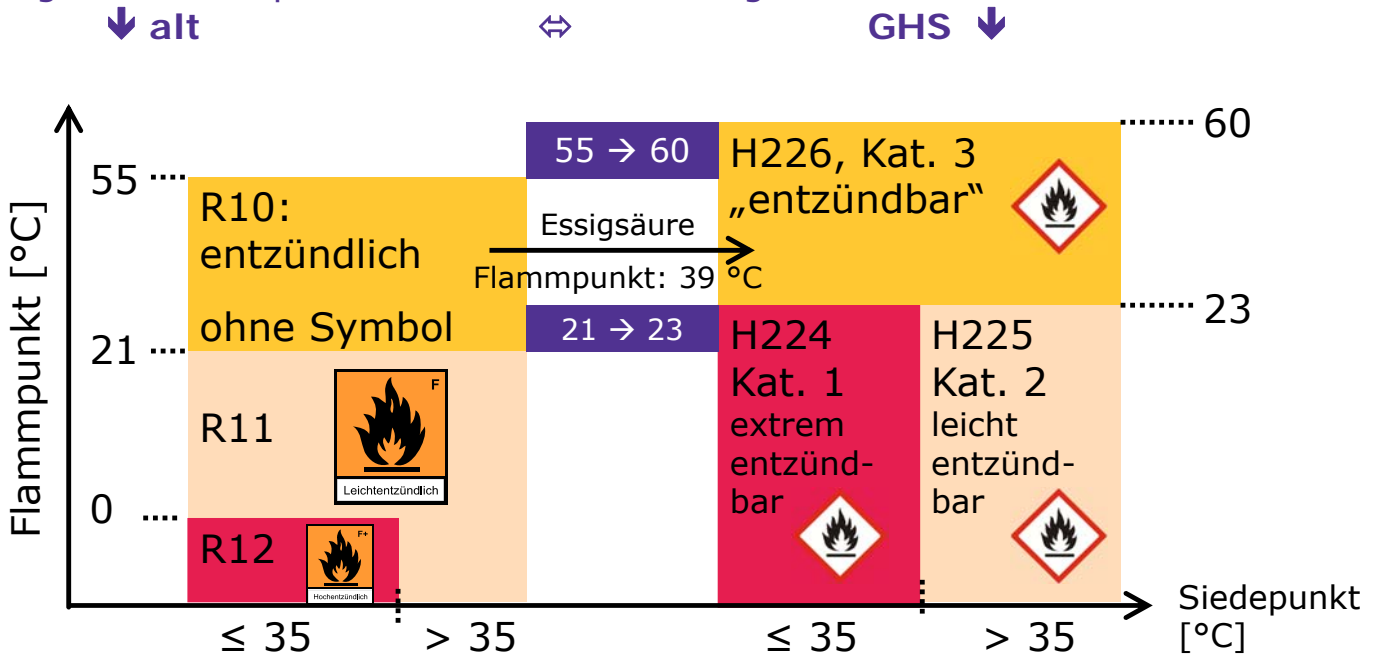 alt ⇔ GHS
60
55 → 60
H226, Kat. 3
„entzündbar“
55
R10:
entzündlich
Essigsäure
Flammpunkt: 39 °C
ohne Symbol
21 → 23
23
21
H224
Kat. 1
extrem
entzünd-
bar
H225
Kat. 2
leicht
entzünd-
bar
R11
F
Leichtentzündlich
0
R12
F+
Hochentzündlich
Flammpunkt [°C]
≤ 35
> 35
≤ 35
> 35
Siedepunkt
[°C]